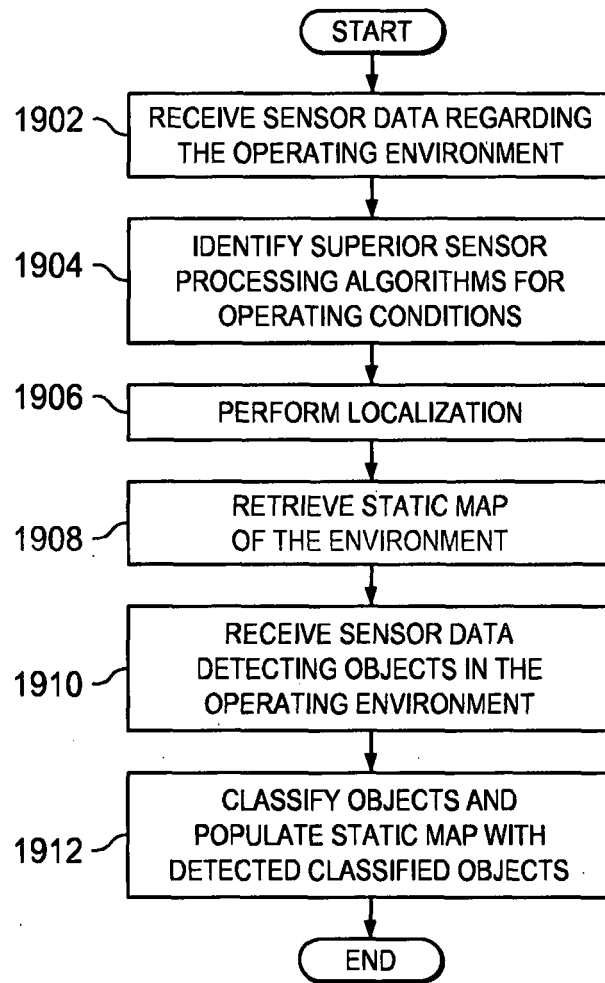 START
1902
RECEIVE SENSOR DATA REGARDING
THE OPERATING ENVIRONMENT
1904
IDENTIFY SUPERIOR SENSOR
PROCESSING ALGORITHMS FOR
OPERATING CONDITIONS
1906
PERFORM LOCALIZATION
1908
RETRIEVE STATIC MAP
OF THE ENVIRONMENT
1910
RECEIVE SENSOR DATA
DETECTING OBJECTS IN THE
OPERATING ENVIRONMENT
1912
CLASSIFY OBJECTS AND
POPULATE STATIC MAP WITH
DETECTED CLASSIFIED OBJECTS
END